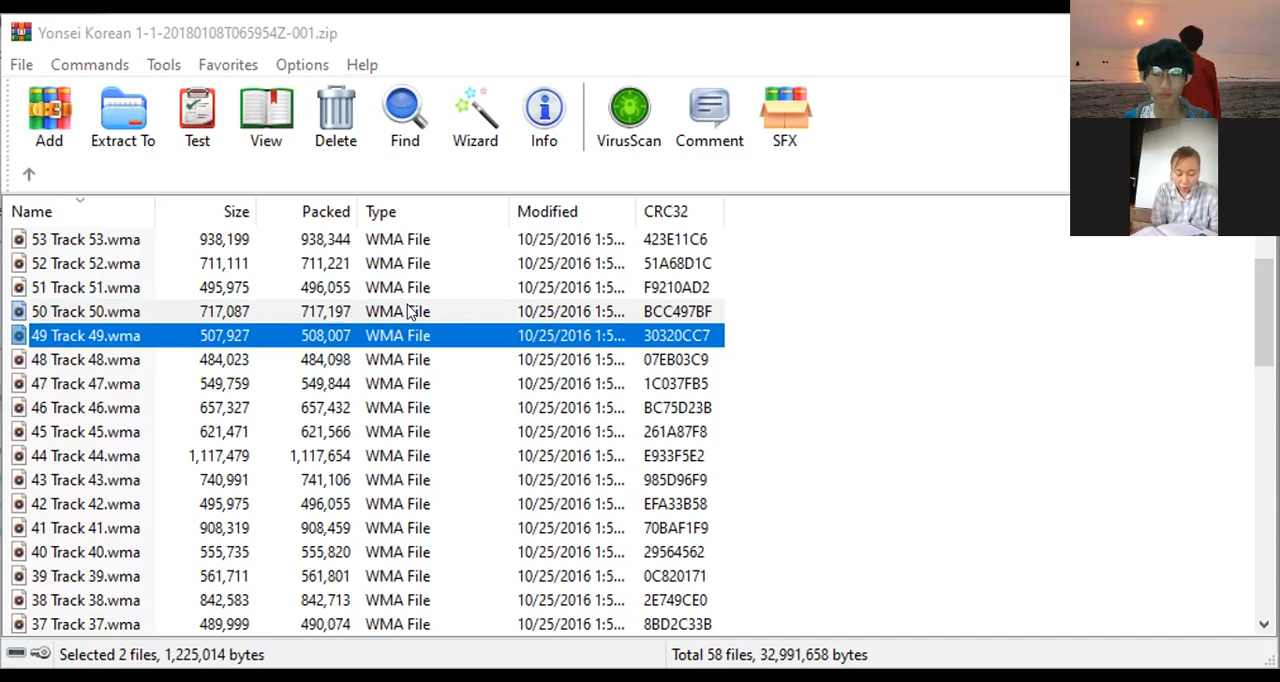 Yonsei Korean 1-1-20180108T065954Z-001.zip
File Commands Tools Favorites Options Help
Add Extract To Test View Delete Find Wizard Info VirusScan Comment SFX
Name Size Packed Type Modified CRC32
53 Track 53.wma 938,199 938,344 WMA File 10/25/2016 1:5... 423E11C6
52 Track 52.wma 711,111 711,221 WMA File 10/25/2016 1:5... 51A68D1C
51 Track 51.wma 495,975 496,055 WMA File 10/25/2016 1:5... F9210AD2
50 Track 50.wma 717,087 717,197 WMA File 10/25/2016 1:5... BCC497BF
49 Track 49.wma 507,927 508,007 WMA File 10/25/2016 1:5... 30320CC7
48 Track 48.wma 484,023 484,098 WMA File 10/25/2016 1:5... 07EB03C9
47 Track 47.wma 549,759 549,844 WMA File 10/25/2016 1:5... 1C037FB5
46 Track 46.wma 657,327 657,432 WMA File 10/25/2016 1:5... BC75D23B
45 Track 45.wma 621,471 621,566 WMA File 10/25/2016 1:5... 261A87F8
44 Track 44.wma 1,117,479 1,117,654 WMA File 10/25/2016 1:5... E933F5E2
43 Track 43.wma 740,991 741,106 WMA File 10/25/2016 1:5... 985D96F9
42 Track 42.wma 495,975 496,055 WMA File 10/25/2016 1:5... EFA33B58
41 Track 41.wma 908,319 908,459 WMA File 10/25/2016 1:5... 70BAF1F9
40 Track 40.wma 555,735 555,820 WMA File 10/25/2016 1:5... 29564562
39 Track 39.wma 561,711 561,801 WMA File 10/25/2016 1:5... 0C820171
38 Track 38.wma 842,583 842,713 WMA File 10/25/2016 1:5... 2E749CE0
37 Track 37.wma 489,999 490,074 WMA File 10/25/2016 1:5... 8BD2C33B
Selected 2 files, 1,225,014 bytes Total 58 files, 32,991,658 bytes